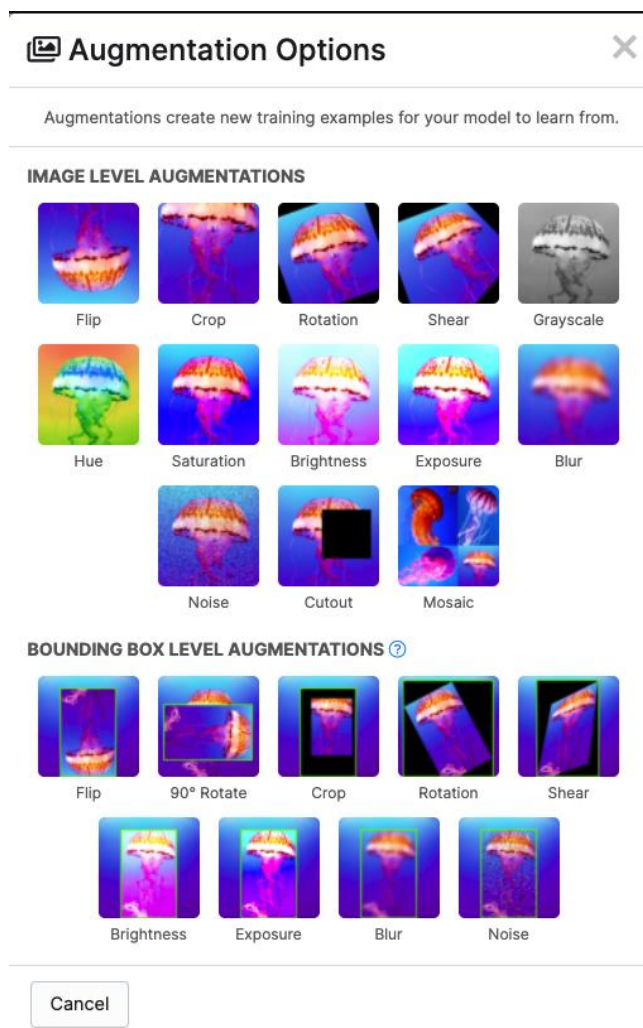 Augmentation Options
Augmentations create new training examples for your model to learn from.
IMAGE LEVEL AUGMENTATIONS
Flip Crop Rotation Shear Grayscale
Hue Saturation Brightness Exposure Blur
Noise Cutout Mosaic
BOUNDING BOX LEVEL AUGMENTATIONS ?
Flip 90° Rotate Crop Rotation Shear
Brightness Exposure Blur Noise
Cancel